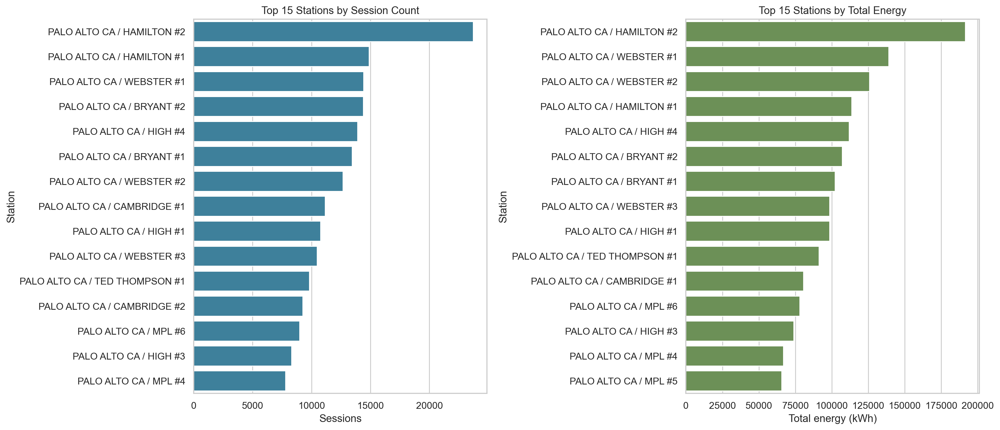 Top 15 Stations by Session Count
PALO ALTO CA / HAMILTON #2
PALO ALTO CA / HAMILTON #1
PALO ALTO CA / WEBSTER #1
PALO ALTO CA / BRYANT #2
PALO ALTO CA / HIGH #4
PALO ALTO CA / BRYANT #1
PALO ALTO CA / WEBSTER #2
PALO ALTO CA / CAMBRIDGE #1
PALO ALTO CA / HIGH #1
PALO ALTO CA / WEBSTER #3
PALO ALTO CA / TED THOMPSON #1
PALO ALTO CA / CAMBRIDGE #2
PALO ALTO CA / MPL #6
PALO ALTO CA / HIGH #3
PALO ALTO CA / MPL #4
Station
0 5000 10000 15000 20000
Sessions
Top 15 Stations by Total Energy
PALO ALTO CA / HAMILTON #2
PALO ALTO CA / WEBSTER #1
PALO ALTO CA / WEBSTER #2
PALO ALTO CA / HAMILTON #1
PALO ALTO CA / HIGH #4
PALO ALTO CA / BRYANT #2
PALO ALTO CA / BRYANT #1
PALO ALTO CA / WEBSTER #3
PALO ALTO CA / HIGH #1
PALO ALTO CA / TED THOMPSON #1
PALO ALTO CA / CAMBRIDGE #1
PALO ALTO CA / MPL #6
PALO ALTO CA / HIGH #3
PALO ALTO CA / MPL #4
PALO ALTO CA / MPL #5
Station
0 25000 50000 75000 100000 125000 150000 175000 200000
Total energy (kWh)